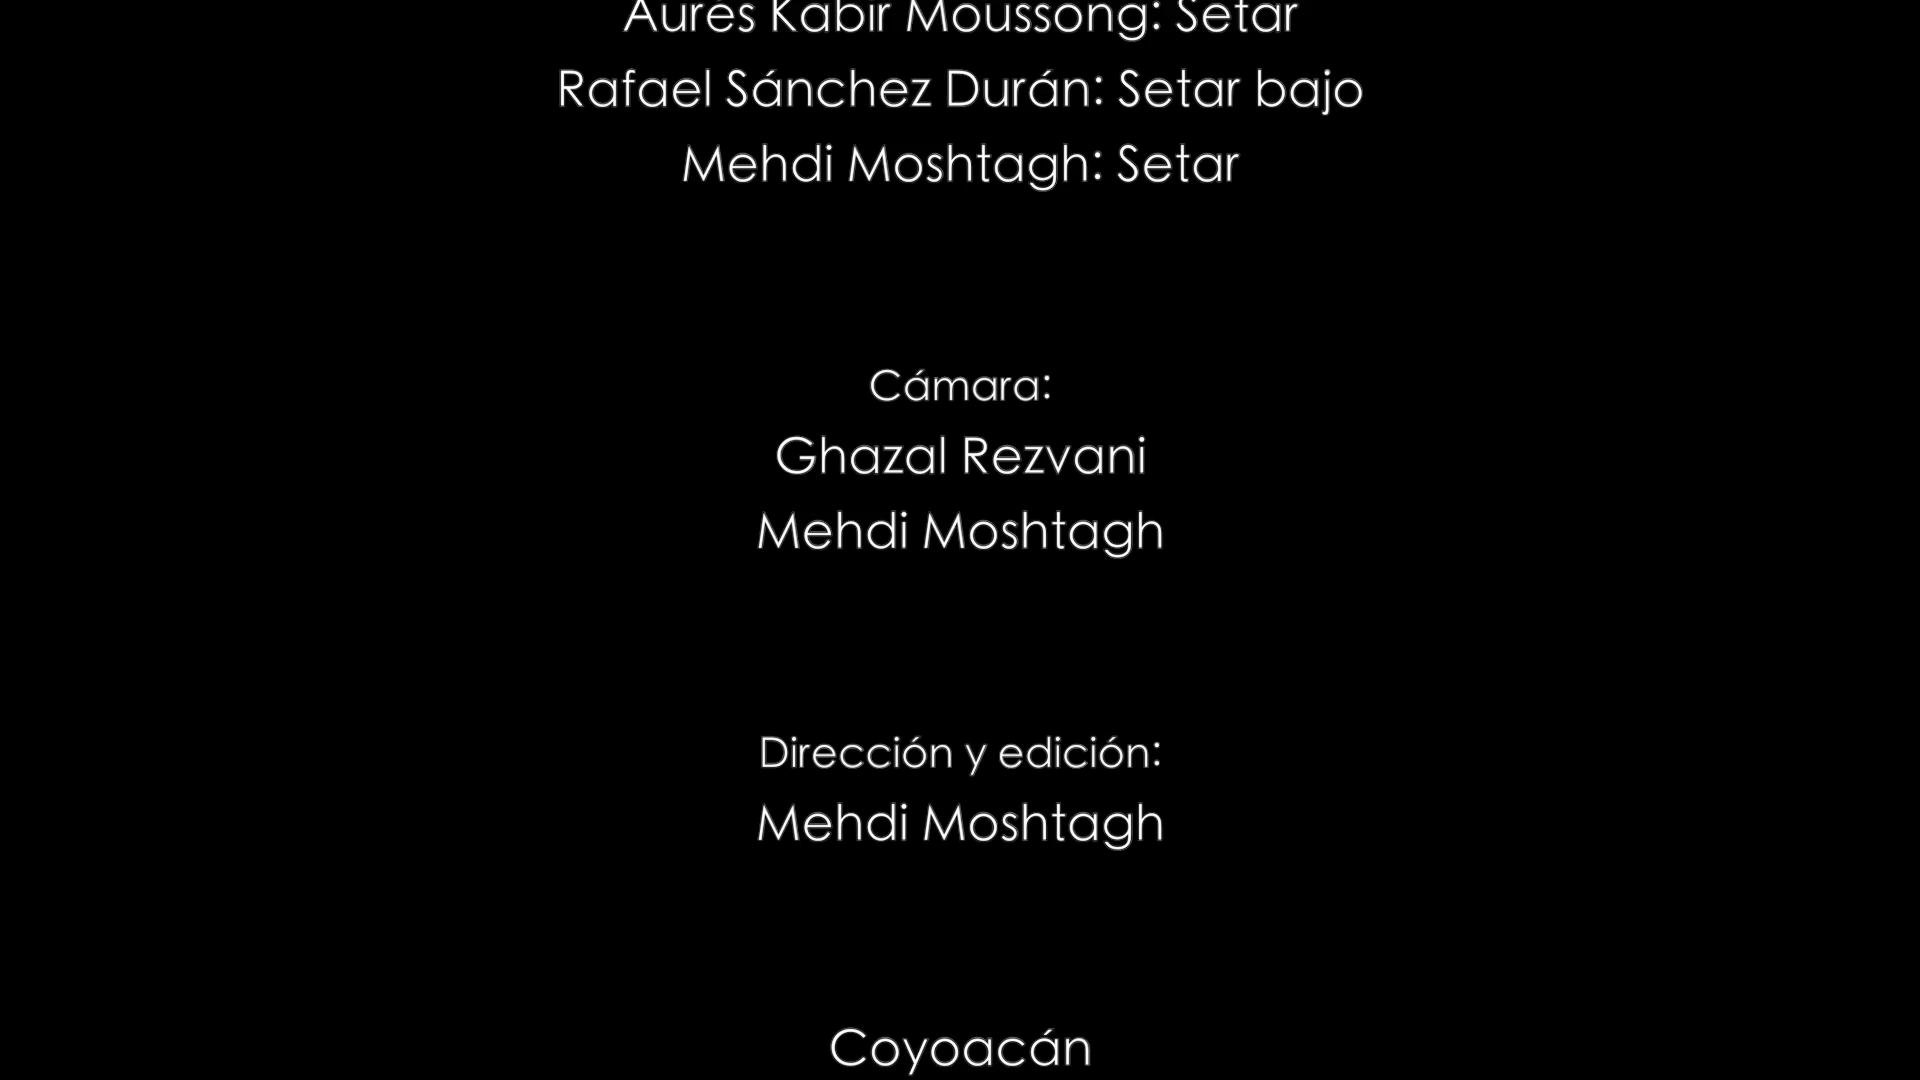 Aurés Kabir Moussong: Setar
Rafael Sánchez Durán: Setar bajo
Mehdi Moshtagh: Setar
Cámara:
Ghazal Rezvani
Mehdi Moshtagh
Dirección y edición:
Mehdi Moshtagh
Coyoacán